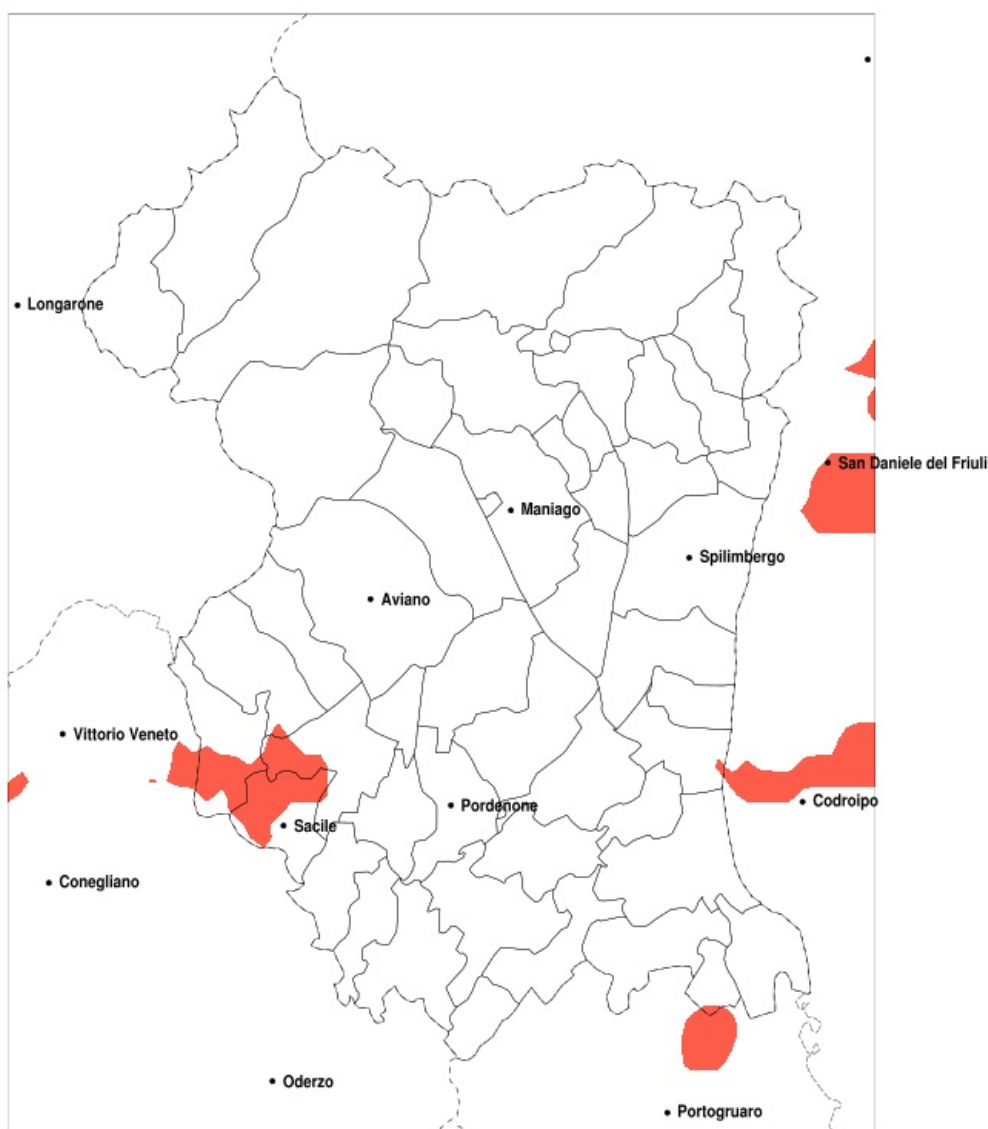 Longarone
San Daniele del Friuli
Maniago
Spilimbergo
Aviano
Vittorio Veneto
Codroipo
Pordenone
Sacile
Conegliano
Oderzo
Portogruaro